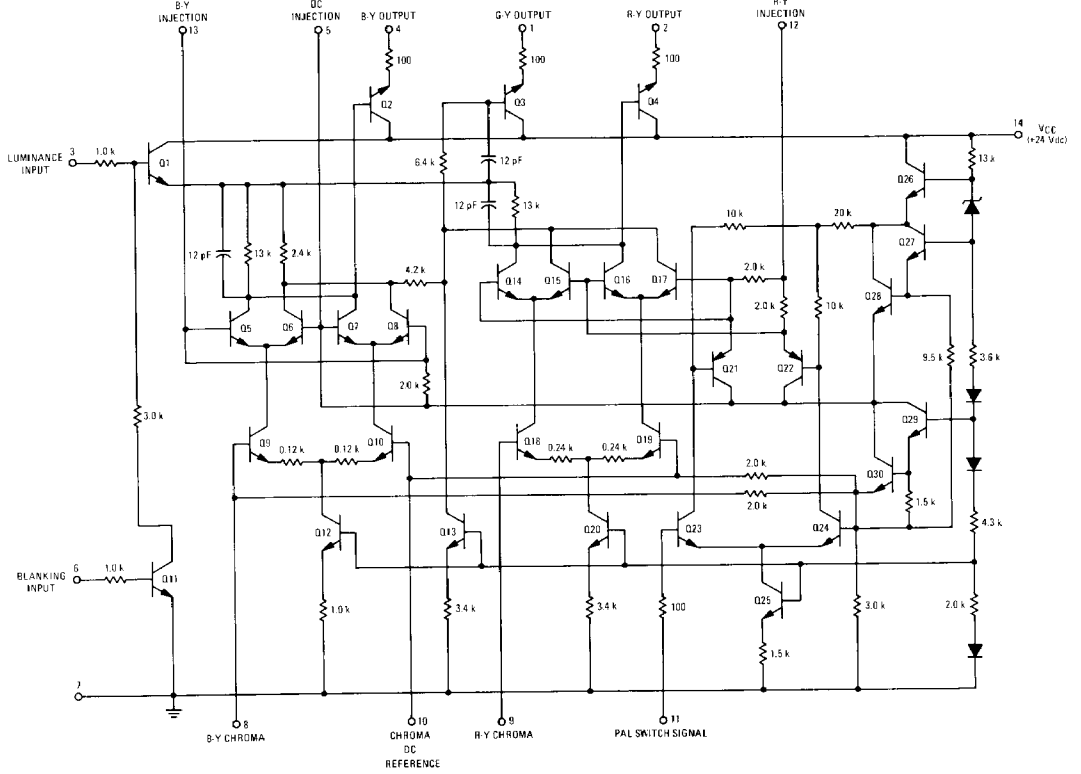 B-Y
INJECTION
13
DC
INJECTION
5
B-Y OUTPUT
4
G-Y OUTPUT
1
R-Y OUTPUT
2
R-Y
INJECTION
12
100
100
100
Q2
Q3
Q4
14
VCC
(+24 Vdc)
LUMINANCE
INPUT
3
1.0 k
Q1
6.4 k
12 pF
12 pF
13 k
Q26
13 k
10 k
20 k
Q27
12 pF
13 k
2.4 k
4.2 k
Q14
Q15
Q16
Q17
2.0 k
2.0 k
10 k
Q28
Q5
Q6
Q7
Q8
2.0 k
Q21
Q22
9.5 k
3.6 k
3.0 k
Q29
Q9
0.12 k
0.12 k
Q10
Q18
0.24 k
0.24 k
Q19
2.0 k
2.0 k
Q30
1.5 k
4.3 k
Q12
Q13
Q20
Q23
Q24
BLANKING
INPUT
6
1.0 k
Q11
1.0 k
3.4 k
3.4 k
100
Q25
1.5 k
3.0 k
2.0 k
7
8
B-Y CHROMA
10
CHROMA
DC
REFERENCE
9
R-Y CHROMA
11
PAL SWITCH SIGNAL